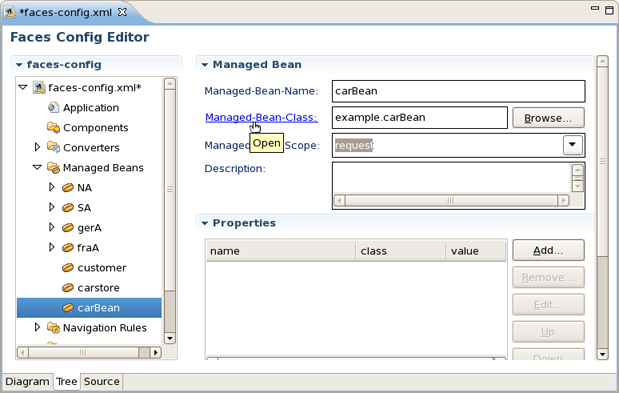 *faces-config.xml
Faces Config Editor
faces-config
faces-config.xml*
Application
Components
Converters
Managed Beans
NA
SA
gerA
fraA
customer
carstore
carBean
Navigation Rules
Managed Bean
Managed-Bean-Name: carBean
Managed-Bean-Class: example.carBean Browse...
Managed Scope: request
Open
Description:
Properties
name class value Add...
Remove...
Edit...
Up
Down
Diagram Tree Source